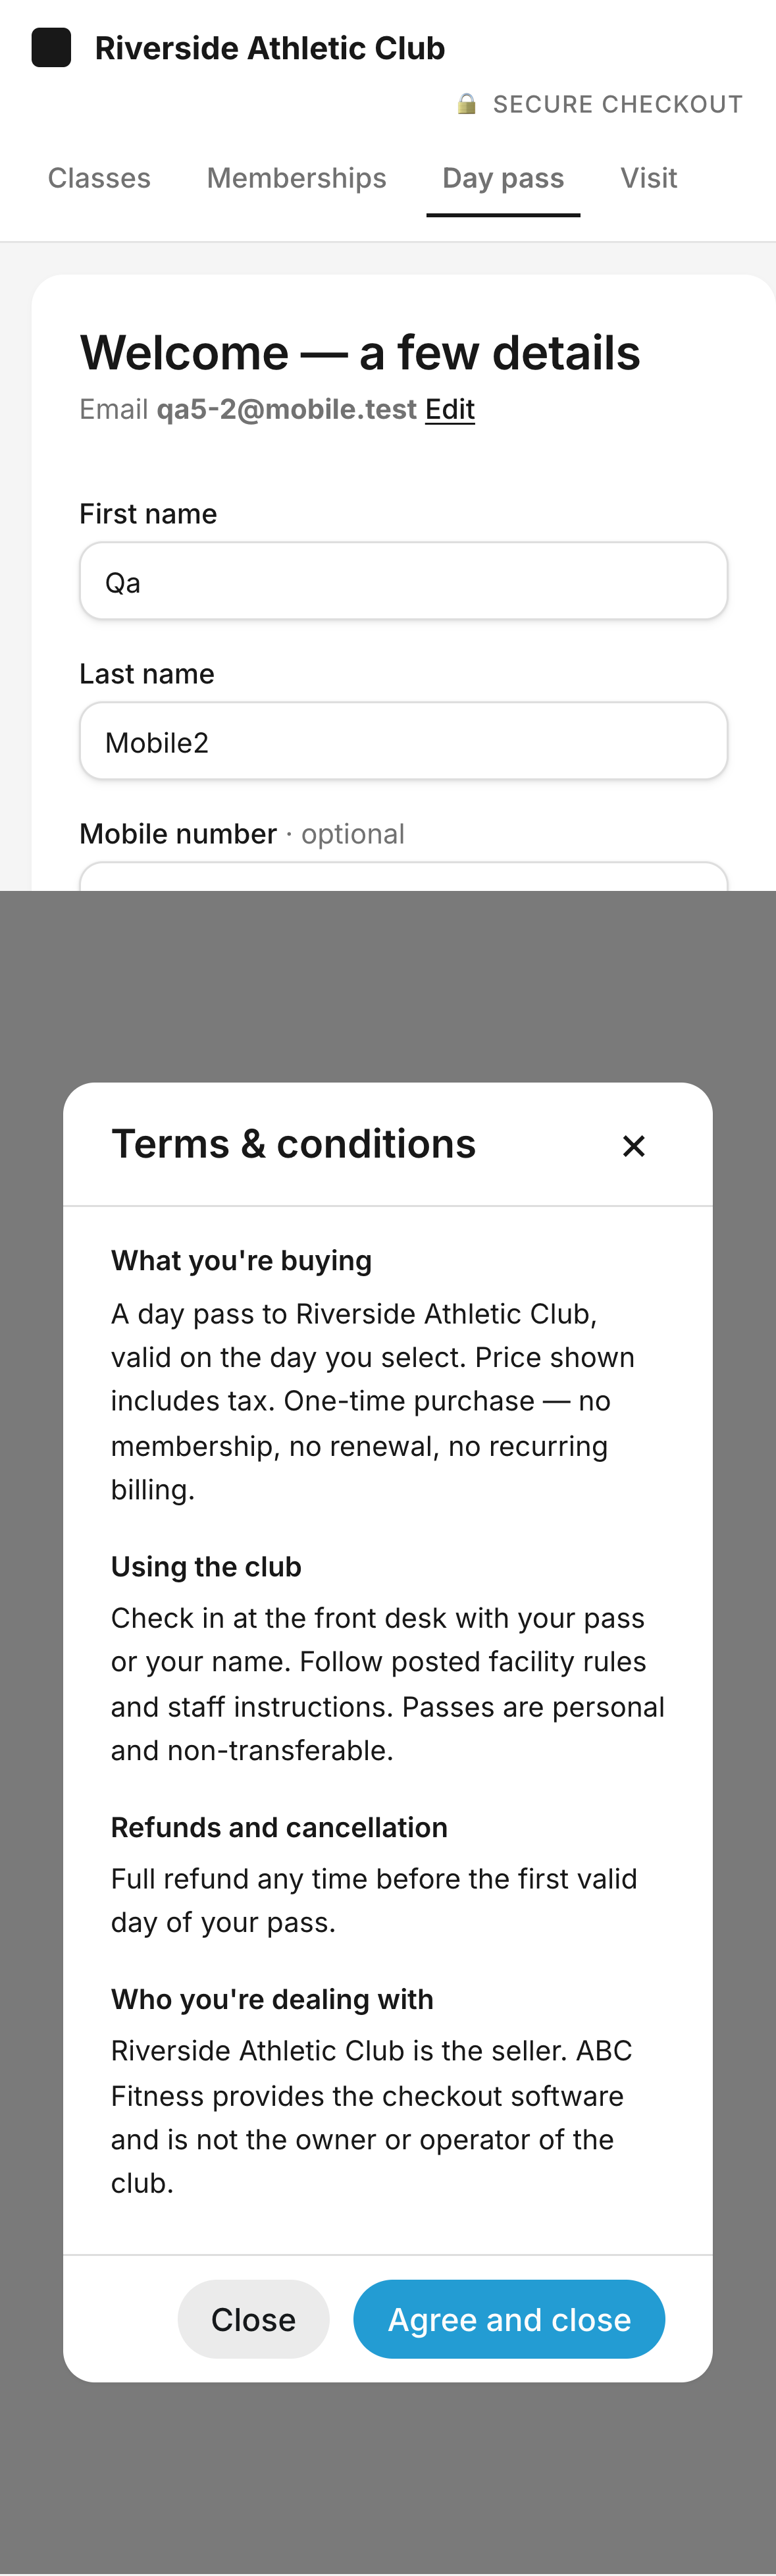 Riverside Athletic Club
🔒 SECURE CHECKOUT
Classes Memberships Day pass Visit
Welcome — a few details
Email qa5-2@mobile.test Edit
First name
Qa
Last name
Mobile2
Mobile number · optional
Terms & conditions ×
What you're buying
A day pass to Riverside Athletic Club,
valid on the day you select. Price shown
includes tax. One-time purchase — no
membership, no renewal, no recurring
billing.
Using the club
Check in at the front desk with your pass
or your name. Follow posted facility rules
and staff instructions. Passes are personal
and non-transferable.
Refunds and cancellation
Full refund any time before the first valid
day of your pass.
Who you're dealing with
Riverside Athletic Club is the seller. ABC
Fitness provides the checkout software
and is not the owner or operator of the
club.
Close Agree and close